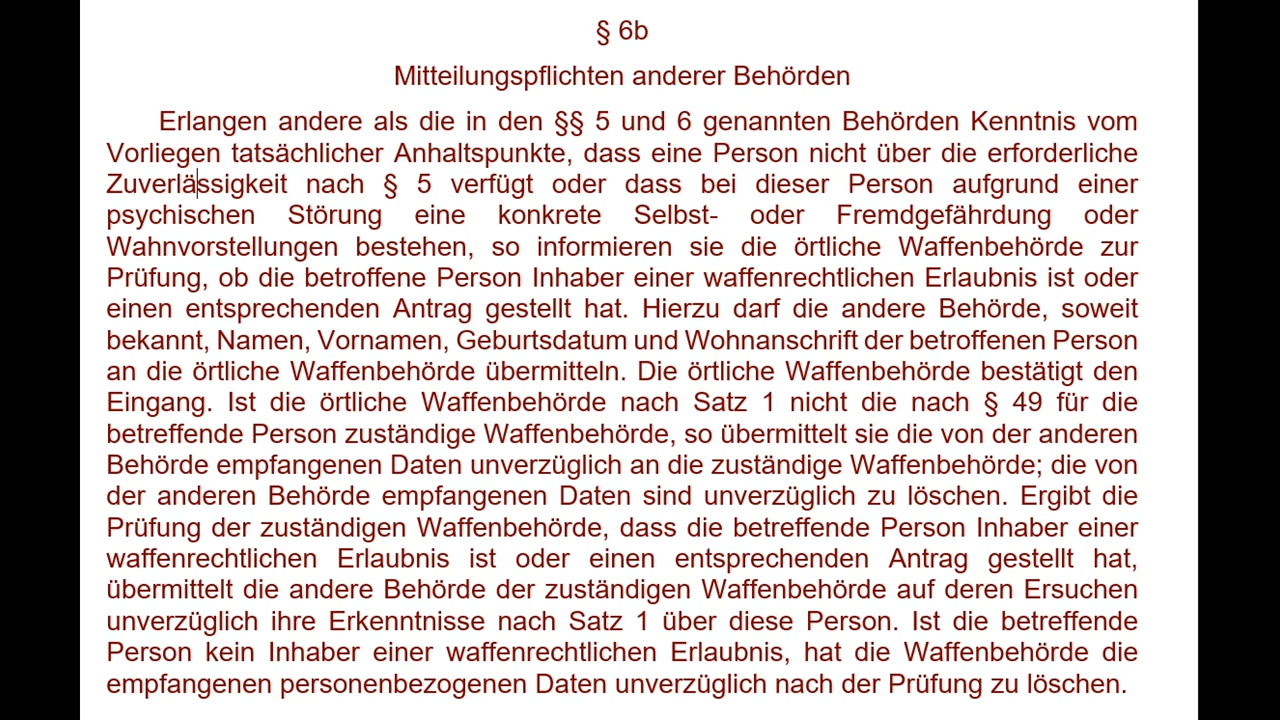 § 6b
Mitteilungspflichten anderer Behörden
Erlangen andere als die in den §§ 5 und 6 genannten Behörden Kenntnis vom
Vorliegen tatsächlicher Anhaltspunkte, dass eine Person nicht über die erforderliche
Zuverlässigkeit nach § 5 verfügt oder dass bei dieser Person aufgrund einer
psychischen Störung eine konkrete Selbst- oder Fremdgefährdung oder
Wahnvorstellungen bestehen, so informieren sie die örtliche Waffenbehörde zur
Prüfung, ob die betroffene Person Inhaber einer waffenrechtlichen Erlaubnis ist oder
einen entsprechenden Antrag gestellt hat. Hierzu darf die andere Behörde, soweit
bekannt, Namen, Vornamen, Geburtsdatum und Wohnanschrift der betroffenen Person
an die örtliche Waffenbehörde übermitteln. Die örtliche Waffenbehörde bestätigt den
Eingang. Ist die örtliche Waffenbehörde nach Satz 1 nicht die nach § 49 für die
betreffende Person zuständige Waffenbehörde, so übermittelt sie die von der anderen
Behörde empfangenen Daten unverzüglich an die zuständige Waffenbehörde; die von
der anderen Behörde empfangenen Daten sind unverzüglich zu löschen. Ergibt die
Prüfung der zuständigen Waffenbehörde, dass die betreffende Person Inhaber einer
waffenrechtlichen Erlaubnis ist oder einen entsprechenden Antrag gestellt hat,
übermittelt die andere Behörde der zuständigen Waffenbehörde auf deren Ersuchen
unverzüglich ihre Erkenntnisse nach Satz 1 über diese Person. Ist die betreffende
Person kein Inhaber einer waffenrechtlichen Erlaubnis, hat die Waffenbehörde die
empfangenen personenbezogenen Daten unverzüglich nach der Prüfung zu löschen.